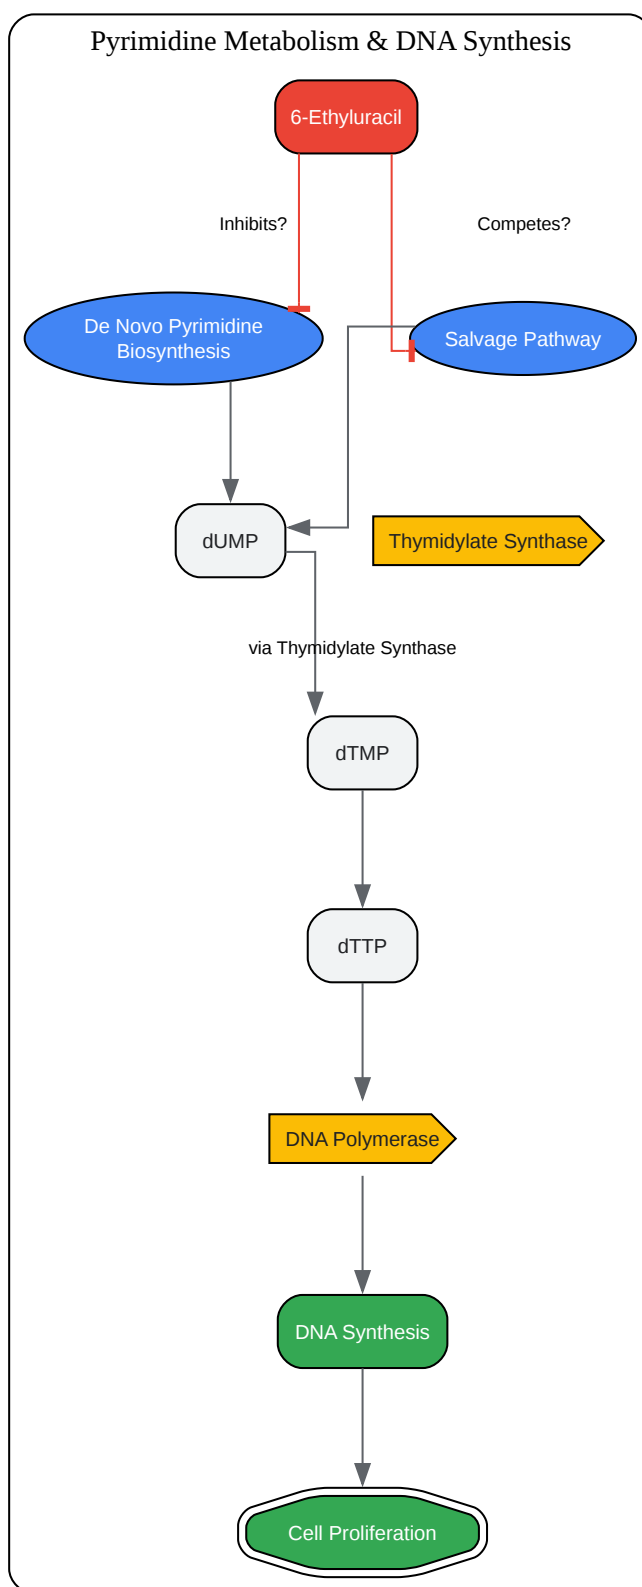 Pyrimidine Metabolism & DNA Synthesis
6-Ethyluracil
Inhibits?
Competes?
De Novo Pyrimidine
Biosynthesis
Salvage Pathway
dUMP
Thymidylate Synthase
via Thymidylate Synthase
dTMP
dTTP
DNA Polymerase
DNA Synthesis
Cell Proliferation